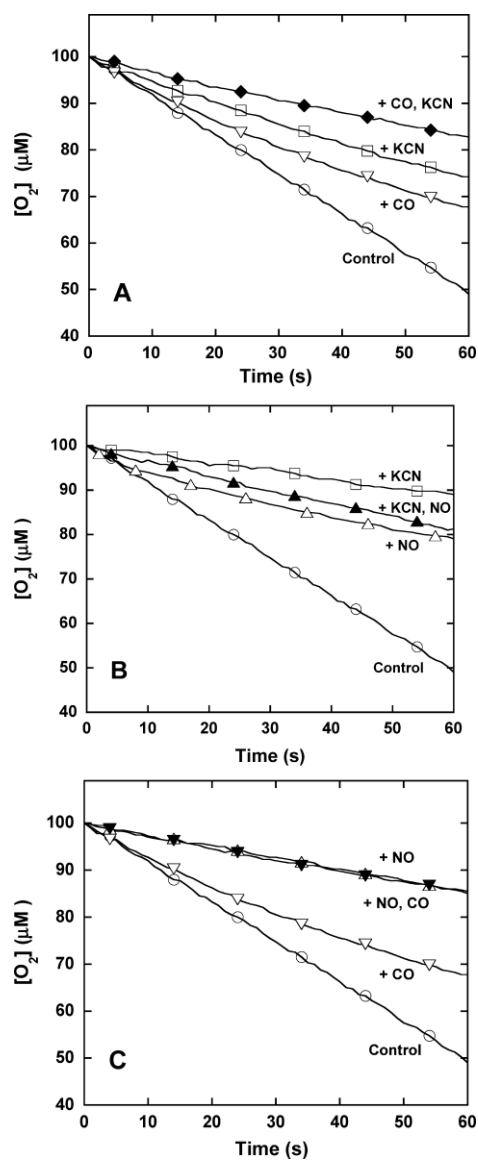 100
90
80
70
60
50
40
[O2] (μM)
+ CO, KCN
+ KCN
+ CO
Control
A
0 10 20 30 40 50 60
Time (s)
100
90
80
70
60
50
40
[O2] (μM)
+ KCN
+ KCN, NO
+ NO
Control
B
0 10 20 30 40 50 60
Time (s)
100
90
80
70
60
50
40
[O2] (μM)
+ NO
+ NO, CO
+ CO
Control
C
0 10 20 30 40 50 60
Time (s)